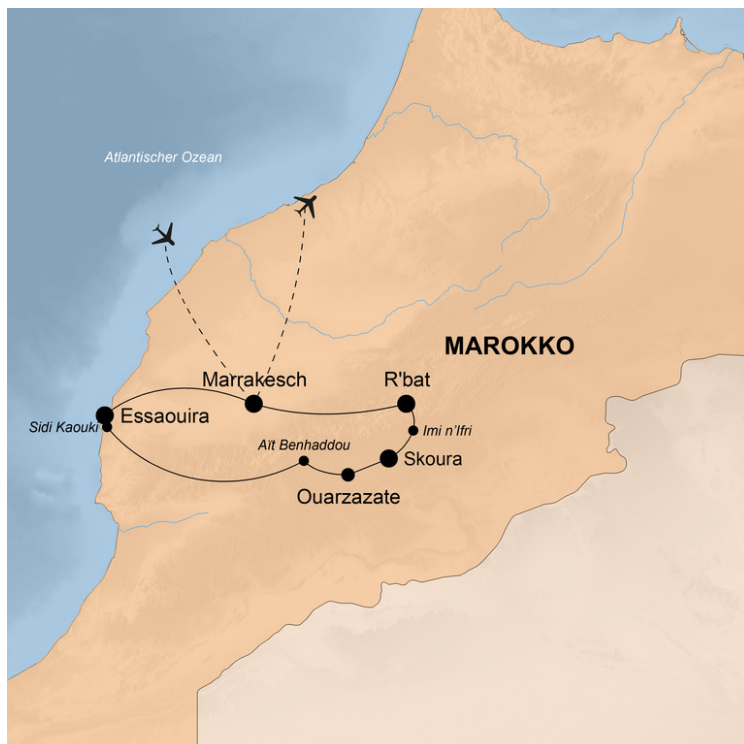 Atlantischer Ozean
MAROKKO
Marrakesch
R'bat
Essaouira
Sidi Kaouki
Imi n'Ifri
Aït Benhaddou
Skoura
Ouarzazate